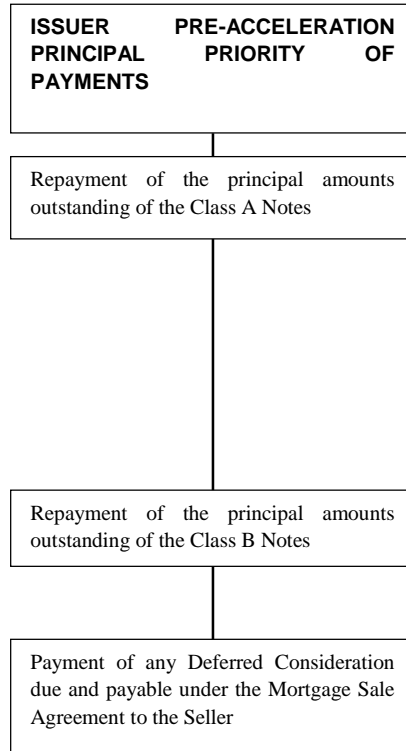 ISSUER PRE-ACCELERATION
PRINCIPAL PRIORITY OF
PAYMENTS
Repayment of the principal amounts
outstanding of the Class A Notes
Repayment of the principal amounts
outstanding of the Class B Notes
Payment of any Deferred Consideration
due and payable under the Mortgage Sale
Agreement to the Seller